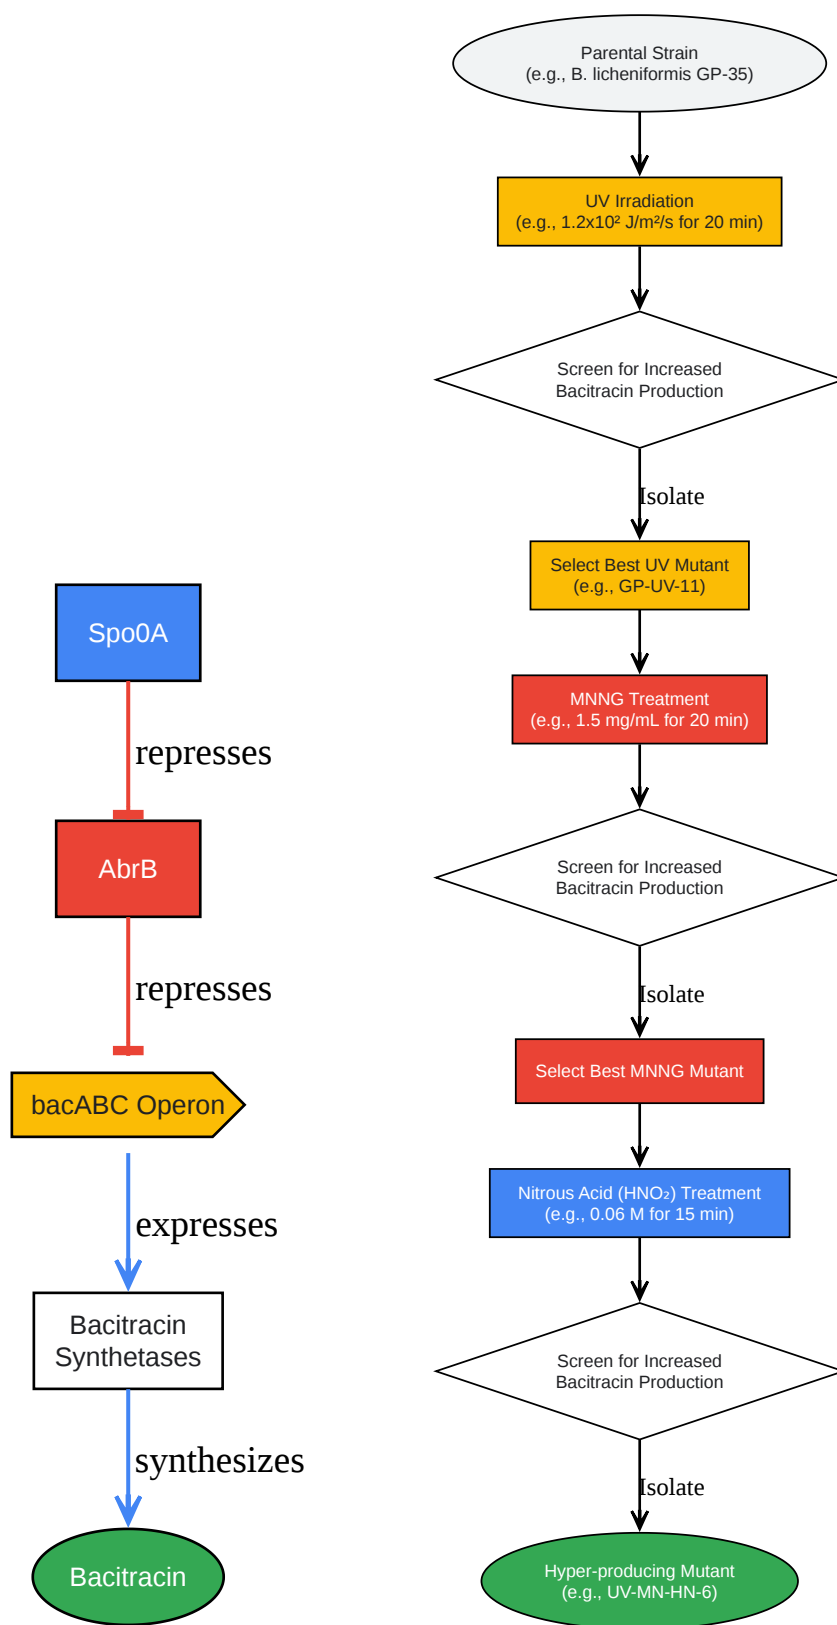 Spo0A
represses
AbrB
represses
bacABC Operon
expresses
Bacitracin
Synthetases
synthesizes
Bacitracin
Parental Strain
(e.g., B. licheniformis GP-35)
UV Irradiation
(e.g., 1.2x10² J/m²/s for 20 min)
Screen for Increased
Bacitracin Production
Isolate
Select Best UV Mutant
(e.g., GP-UV-11)
MNNG Treatment
(e.g., 1.5 mg/mL for 20 min)
Screen for Increased
Bacitracin Production
Isolate
Select Best MNNG Mutant
Nitrous Acid (HNO₂) Treatment
(e.g., 0.06 M for 15 min)
Screen for Increased
Bacitracin Production
Isolate
Hyper-producing Mutant
(e.g., UV-MN-HN-6)